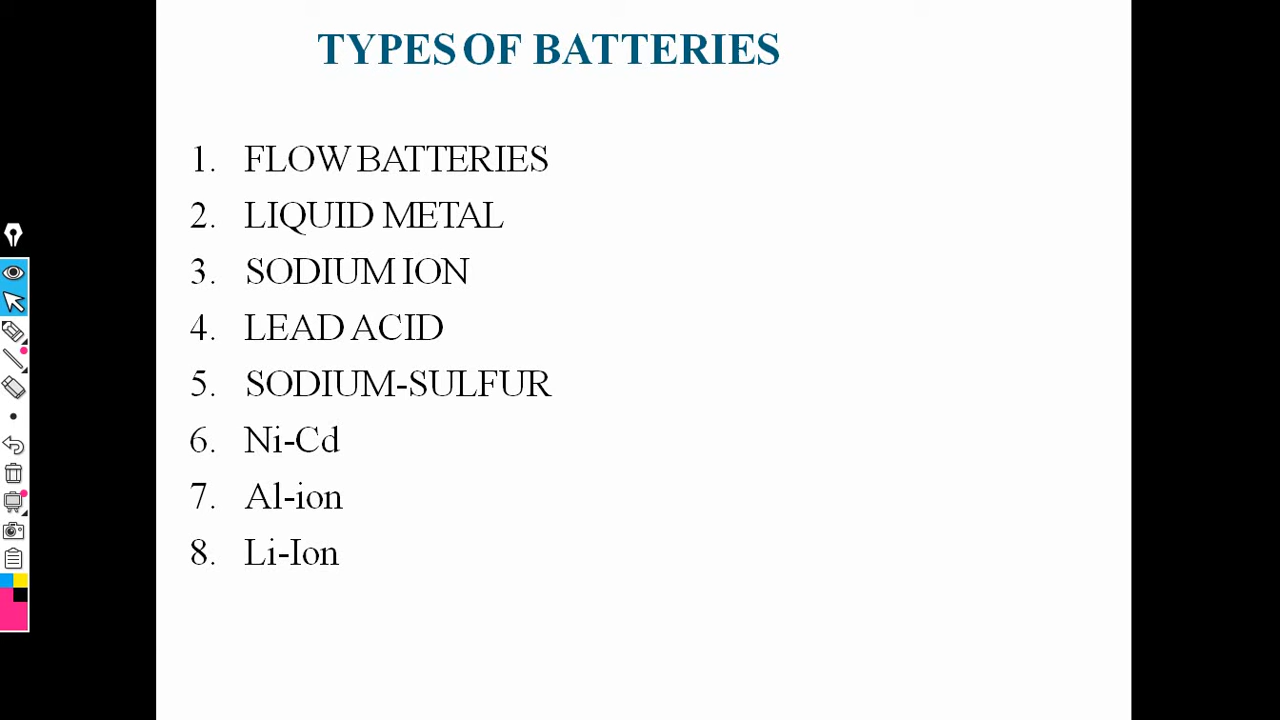 TYPES OF BATTERIES
1. FLOW BATTERIES
2. LIQUID METAL
3. SODIUM ION
4. LEAD ACID
5. SODIUM-SULFUR
6. Ni-Cd
7. Al-ion
8. Li-Ion